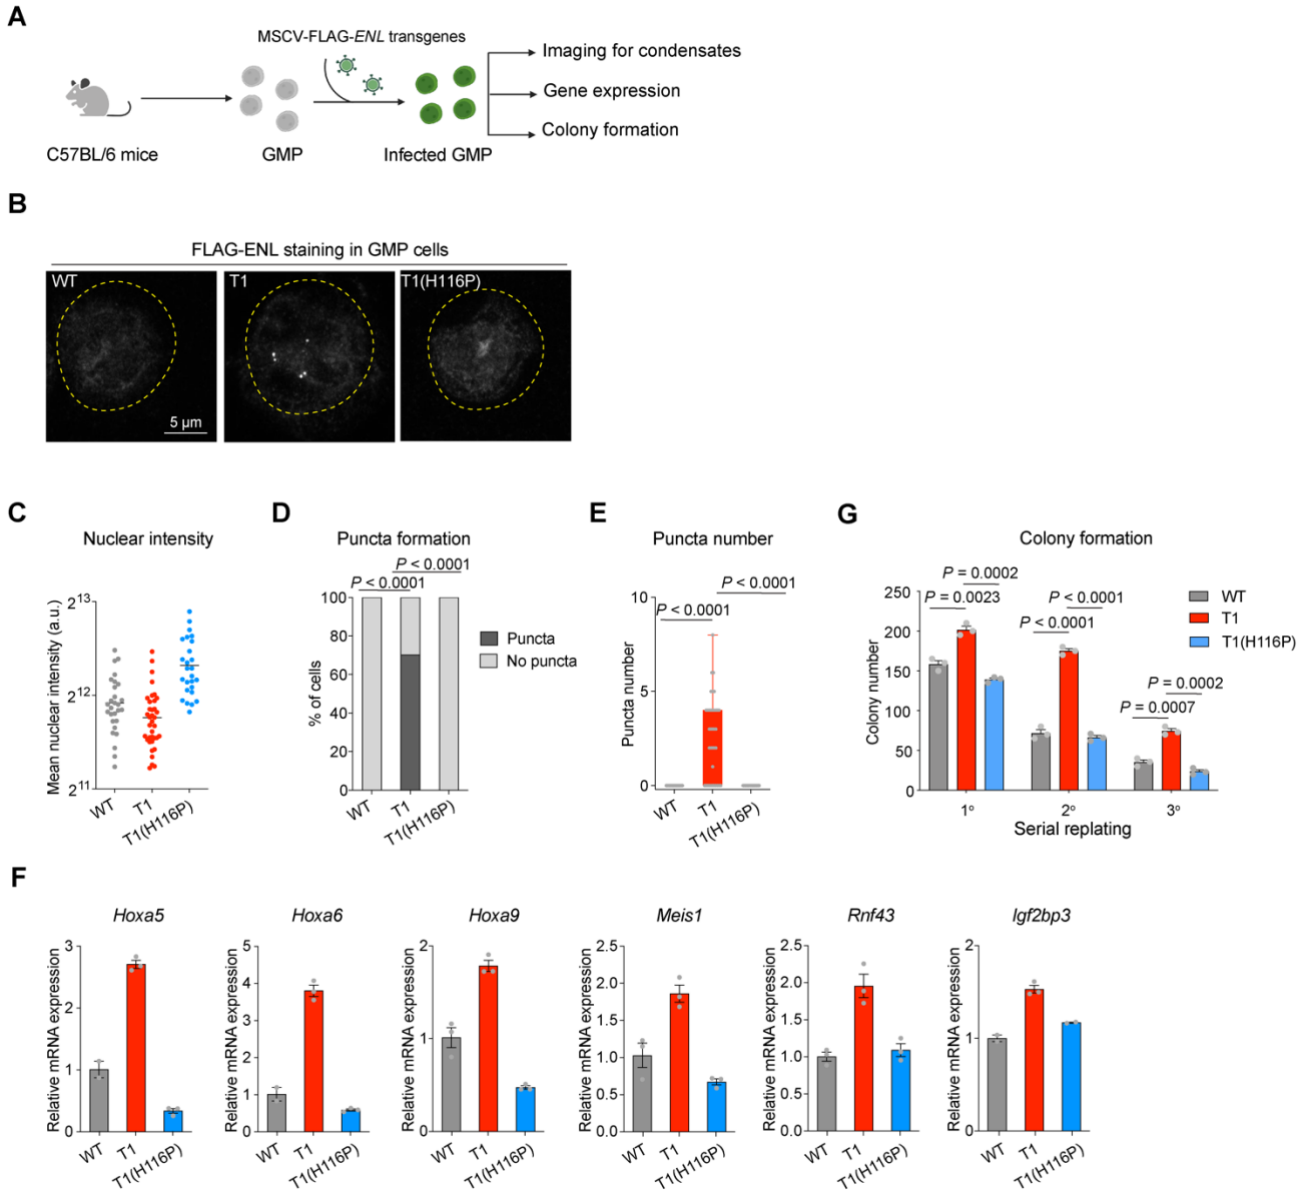 A
MSCV-FLAG-ENL transgenes
Imaging for condensates
Gene expression
Colony formation
C57BL/6 mice
GMP
Infected GMP
B
FLAG-ENL staining in GMP cells
WT
T1
T1(H116P)
5 µm
C
Nuclear intensity
Mean nuclear intensity (a.u.)
2^13
2^12
2^11
WT
T1
T1(H116P)
D
Puncta formation
P < 0.0001
P < 0.0001
% of cells
100
80
60
40
20
0
WT
T1
T1(H116P)
Puncta
No puncta
E
Puncta number
P < 0.0001
P < 0.0001
Puncta number
10
5
0
WT
T1
T1(H116P)
G
Colony formation
P = 0.0002
P = 0.0023
P < 0.0001
P < 0.0001
P = 0.0002
P = 0.0007
Colony number
250
200
150
100
50
0
1º
2º
3º
Serial replating
WT
T1
T1(H116P)
F
Hoxa5
Relative mRNA expression
3
2
1
0
WT
T1
T1(H116P)
Hoxa6
Relative mRNA expression
5
4
3
2
1
0
WT
T1
T1(H116P)
Hoxa9
Relative mRNA expression
2
1
0
WT
T1
T1(H116P)
Meis1
Relative mRNA expression
2.5
2.0
1.5
1.0
0.5
0.0
WT
T1
T1(H116P)
Rnf43
Relative mRNA expression
2.5
2.0
1.5
1.0
0.5
0.0
WT
T1
T1(H116P)
Igf2bp3
Relative mRNA expression
2
1
0
WT
T1
T1(H116P)